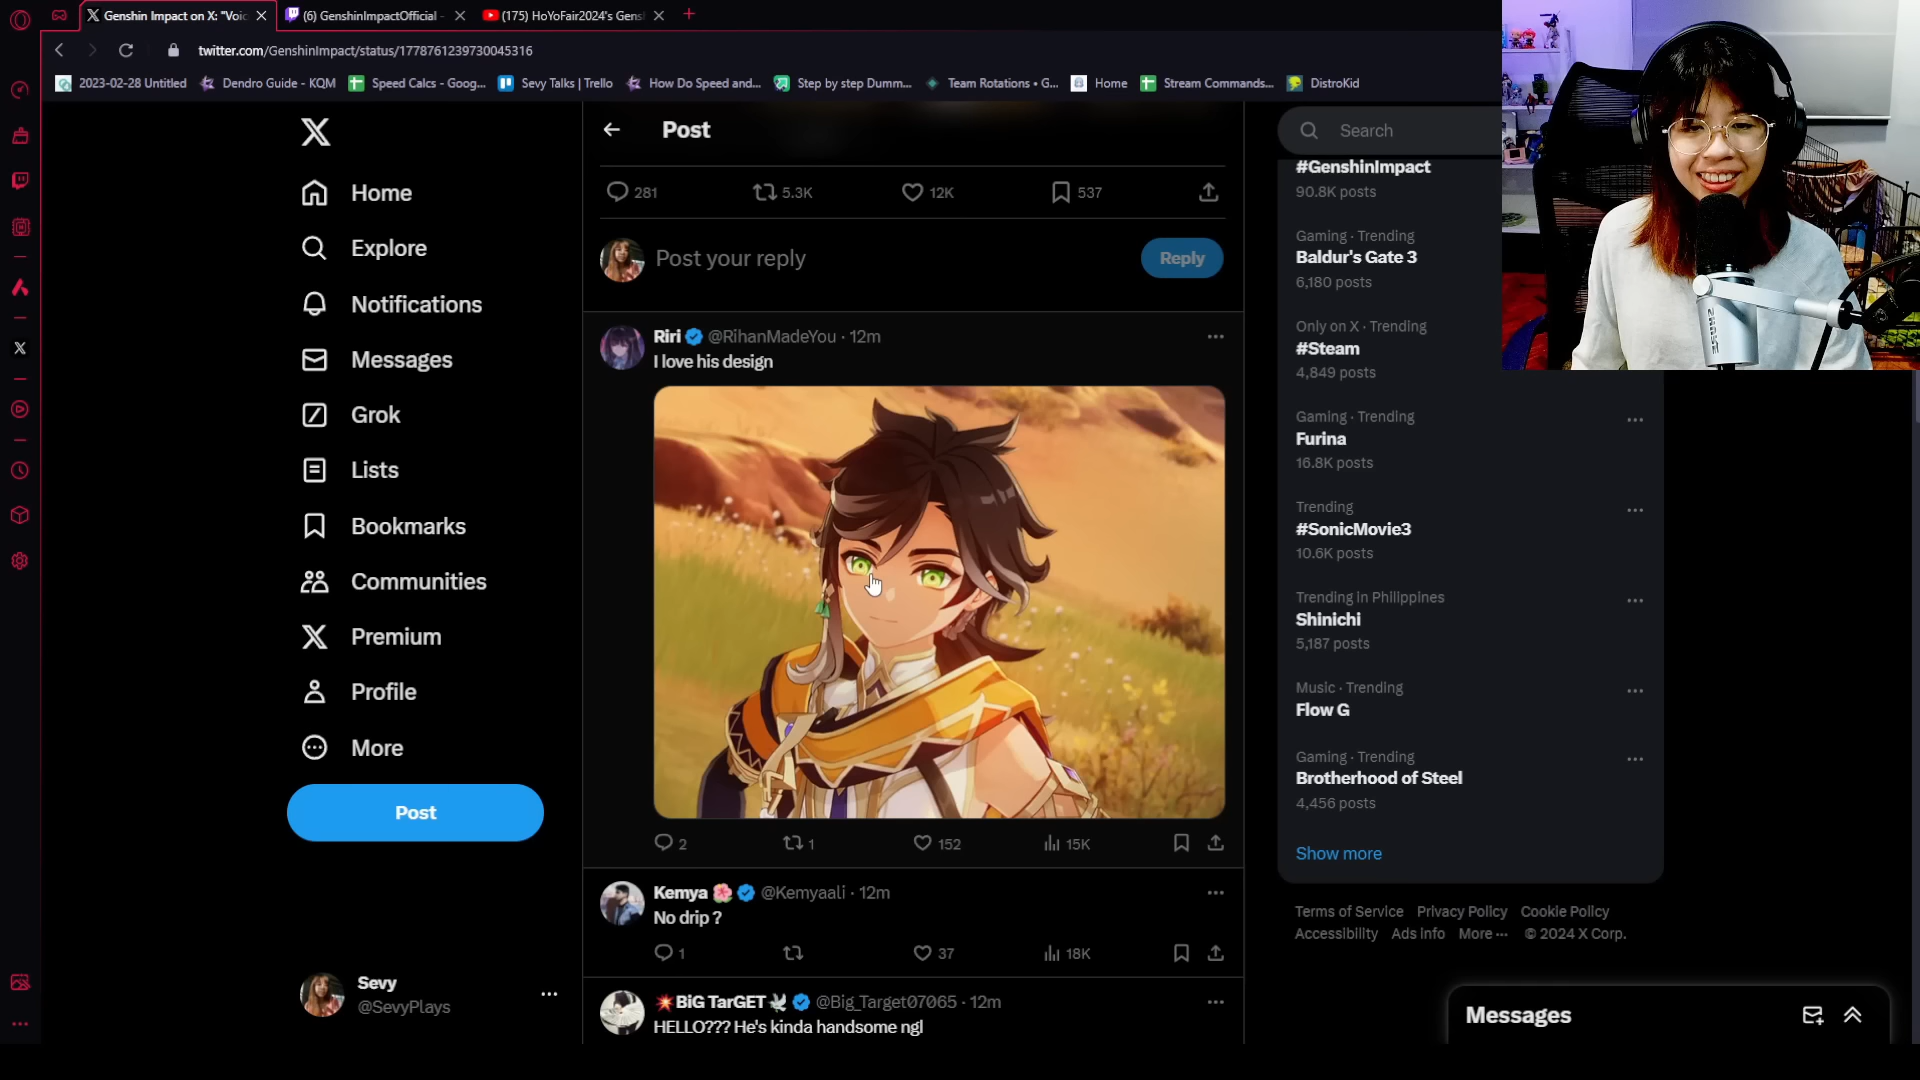 Genshin Impact on X: "Voic
(6) GenshinImpactOfficial -
(175) HoYoFair2024's Gens
twitter.com/GenshinImpact/status/1778761239730045316
2023-02-28 Untitled
Dendro Guide - KQM
Speed Calcs - Goog...
Sevy Talks | Trello
How Do Speed and...
Step by step Dumm...
Team Rotations • G...
Home
Stream Commands...
DistroKid
Home
Explore
Notifications
Messages
Grok
Lists
Bookmarks
Communities
Premium
Profile
More
Post
Sevy
@SevyPlays
Post
281 5.3K 12K 537
Post your reply
Reply
Riri @RihanMadeYou · 12m
I love his design
2 1 152 15K
Kemya @Kemyaali · 12m
No drip ?
1 37 18K
BiG TarGET @Big_Target07065 · 12m
HELLO??? He's kinda handsome ngl
Search
#GenshinImpact
90.8K posts
Gaming · Trending
Baldur's Gate 3
6,180 posts
Only on X · Trending
#Steam
4,849 posts
Gaming · Trending
Furina
16.8K posts
Trending
#SonicMovie3
10.6K posts
Trending in Philippines
Shinichi
5,187 posts
Music · Trending
Flow G
Gaming · Trending
Brotherhood of Steel
4,456 posts
Show more
Terms of Service Privacy Policy Cookie Policy
Accessibility Ads info More ··· © 2024 X Corp.
Messages